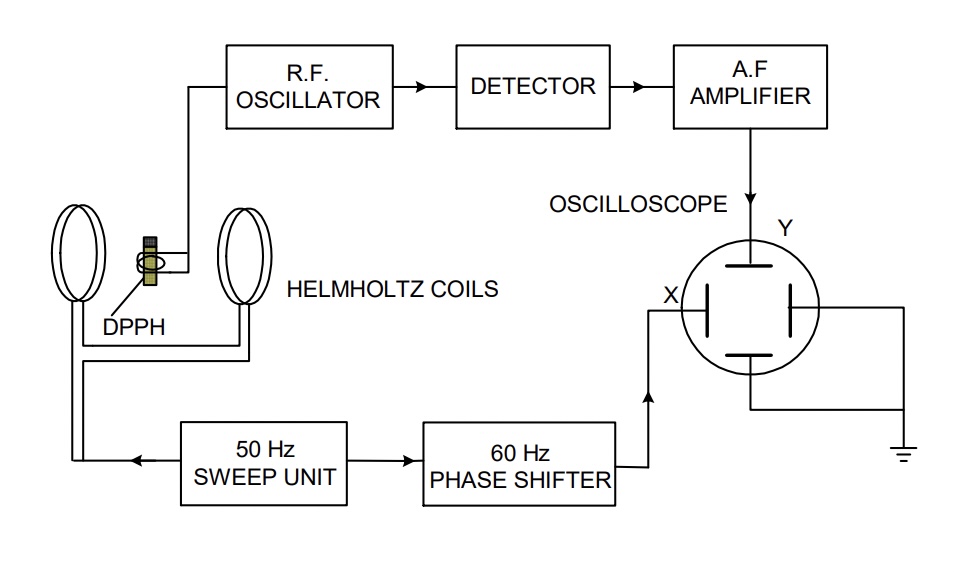 R.F.
OSCILLATOR
DETECTOR
A.F
AMPLIFIER
OSCILLOSCOPE
Y
X
HELMHOLTZ COILS
DPPH
50 Hz
SWEEP UNIT
60 Hz
PHASE SHIFTER